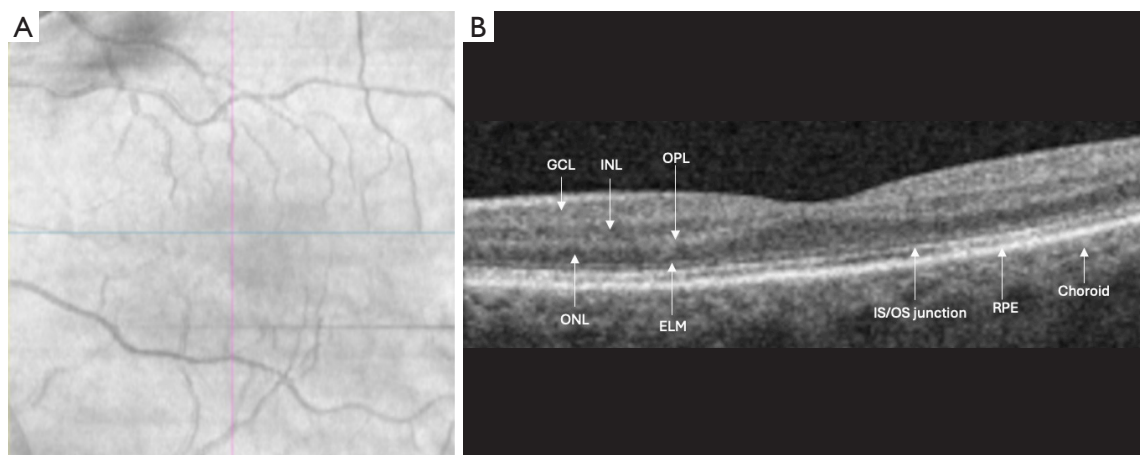 A
B
GCL
INL
OPL
ONL
ELM
IS/OS junction
RPE
Choroid